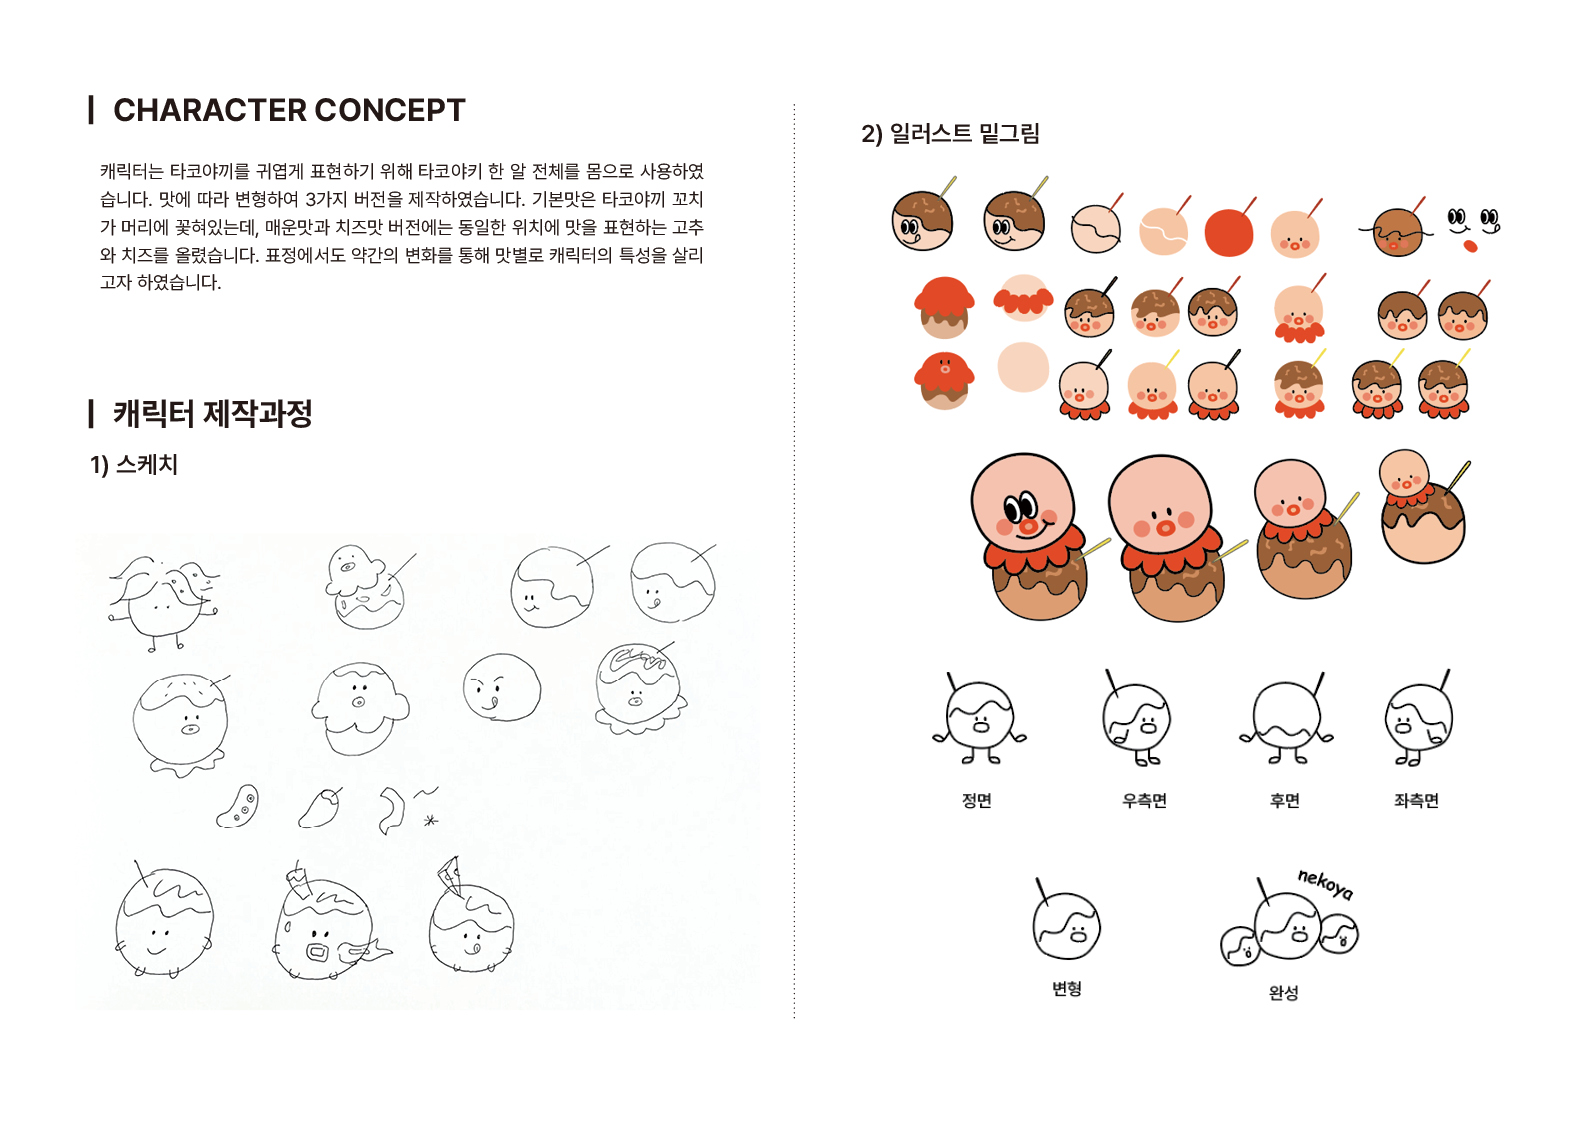 CHARACTER CONCEPT
캐릭터는 타코야끼를 귀엽게 표현하기 위해 타코야키 한 알 전체를 몸으로 사용하였
습니다. 맛에 따라 변형하여 3가지 버전을 제작하였습니다. 기본맛은 타코야끼 꼬치
가 머리에 꽃혀있는데, 매운맛과 치즈맛 버전에는 동일한 위치에 맛을 표현하는 고추
와 치즈를 올렸습니다. 표정에서도 약간의 변화를 통해 맛별로 캐릭터의 특성을 살리
고자 하였습니다.
캐릭터 제작과정
1) 스케치
2) 일러스트 밑그림
정면
우측면
후면
좌측면
nekoya
변형
완성